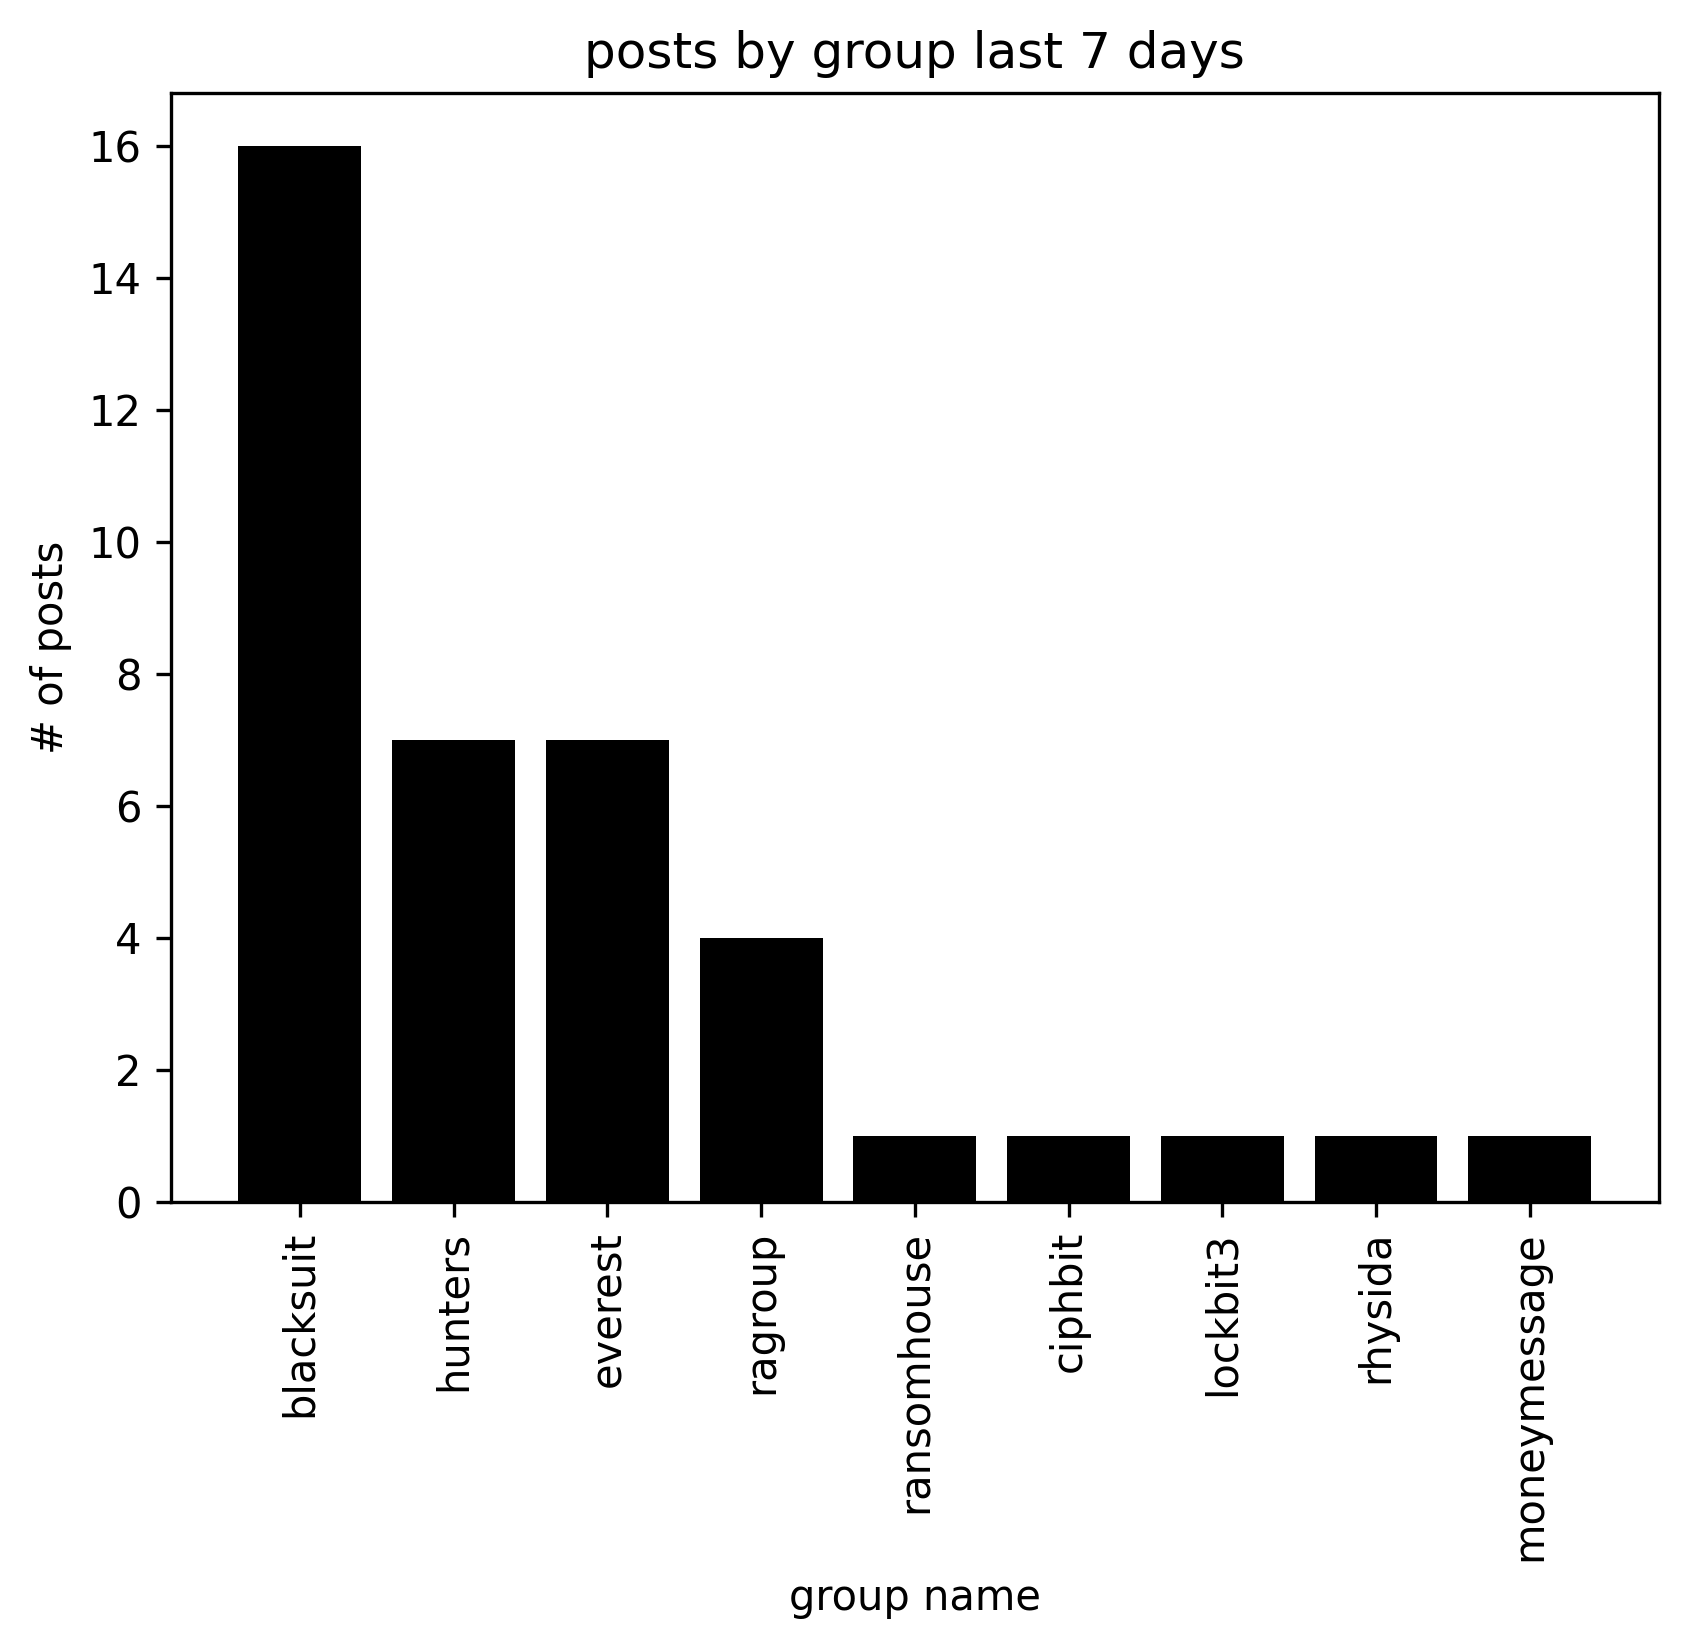 posts by group last 7 days
# of posts
16
14
12
10
8
6
4
2
0
blacksuit
hunters
everest
ragroup
ransomhouse
ciphbit
lockbit3
rhysida
moneymessage
group name